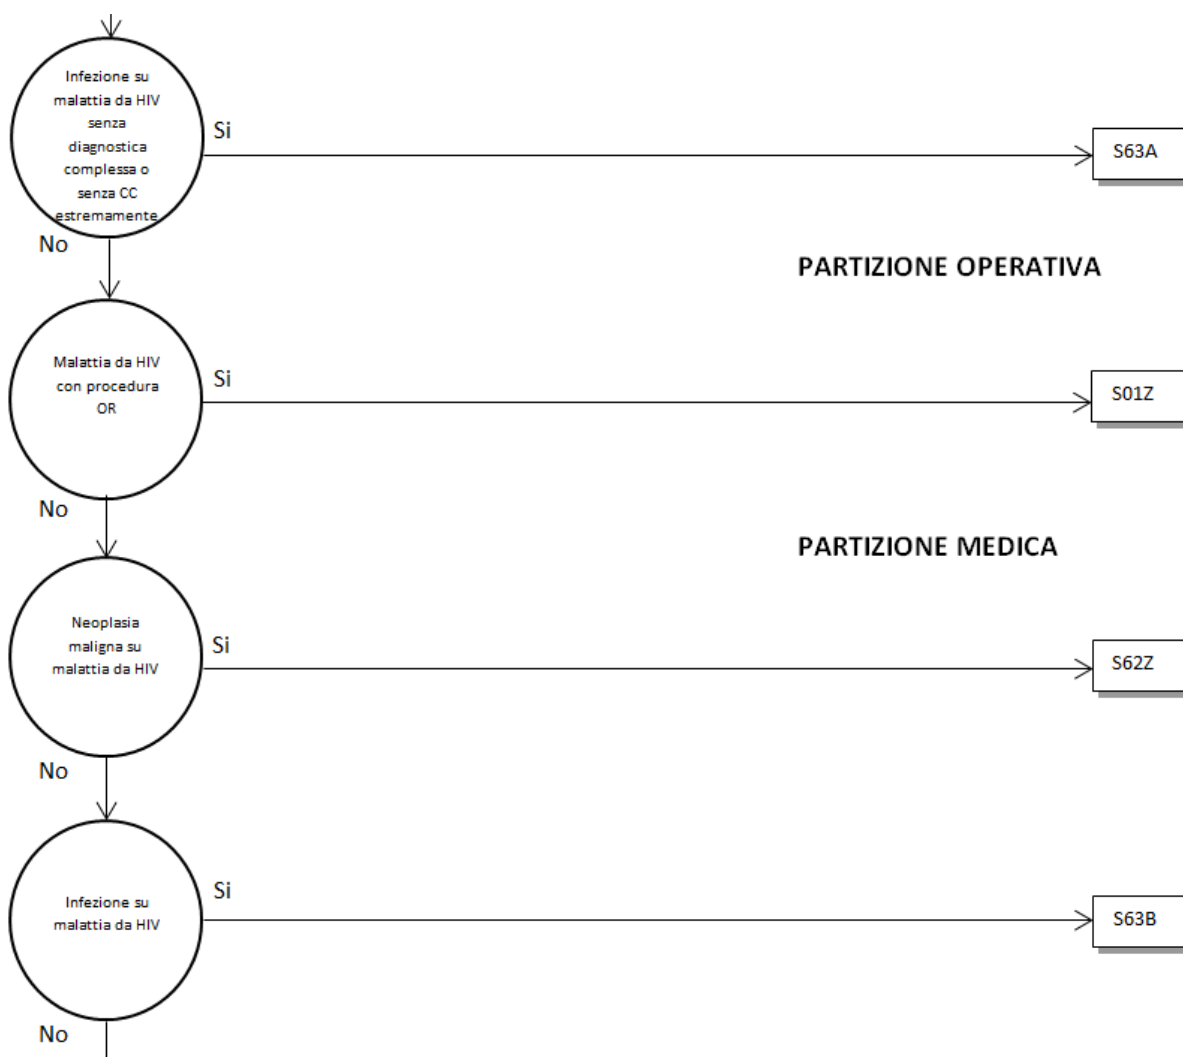 Infezione su
malattia da HIV
senza
diagnostica
complessa o
senza CC
estremamente
Si
S63A
No
PARTIZIONE OPERATIVA
Malattia da HIV
con procedura
OR
Si
S01Z
No
PARTIZIONE MEDICA
Neoplasia
maligna su
malattia da HIV
Si
S62Z
No
Infezione su
malattia da HIV
Si
S63B
No